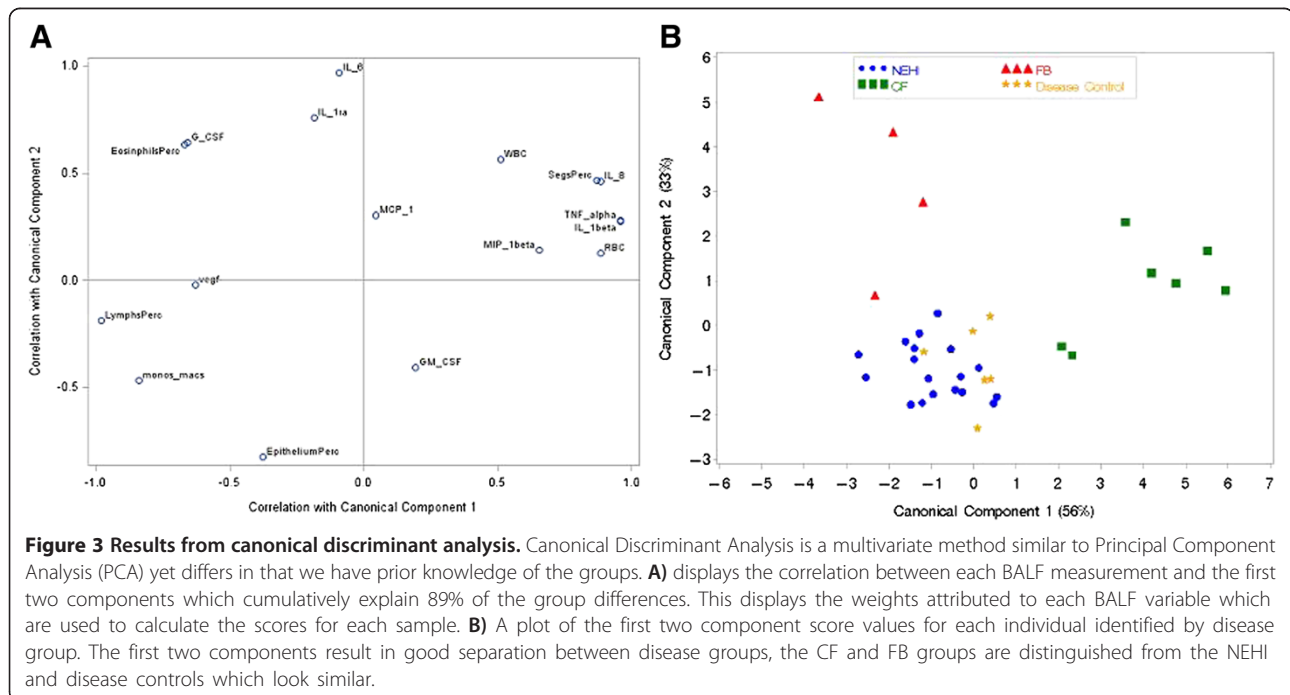 A
B
1.0
0.5
0.0
-0.5
Correlation with Canonical Component 2
IL_6
IL_1ra
G_CSF
EosinphilsPerc
WBC
SegsPerc
IL_8
MCP_1
TNF_alpha
IL_1beta
MIP_1beta
RBC
vegf
LymphsPerc
GM_CSF
monos_macs
EpitheliumPerc
-1.0
-0.5
0.0
0.5
1.0
Correlation with Canonical Component 1
NEHI
FB
CF
Disease Control
6
5
4
3
2
1
0
−1
−2
−3
Canonical Component 2 (33%)
−6 −5 −4 −3 −2 −1 0 1 2 3 4 5 6 7
Canonical Component 1 (56%)
Figure 3 Results from canonical discriminant analysis. Canonical Discriminant Analysis is a multivariate method similar to Principal Component
Analysis (PCA) yet differs in that we have prior knowledge of the groups. A) displays the correlation between each BALF measurement and the first
two components which cumulatively explain 89% of the group differences. This displays the weights attributed to each BALF variable which
are used to calculate the scores for each sample. B) A plot of the first two component score values for each individual identified by disease
group. The first two components result in good separation between disease groups, the CF and FB groups are distinguished from the NEHI
and disease controls which look similar.